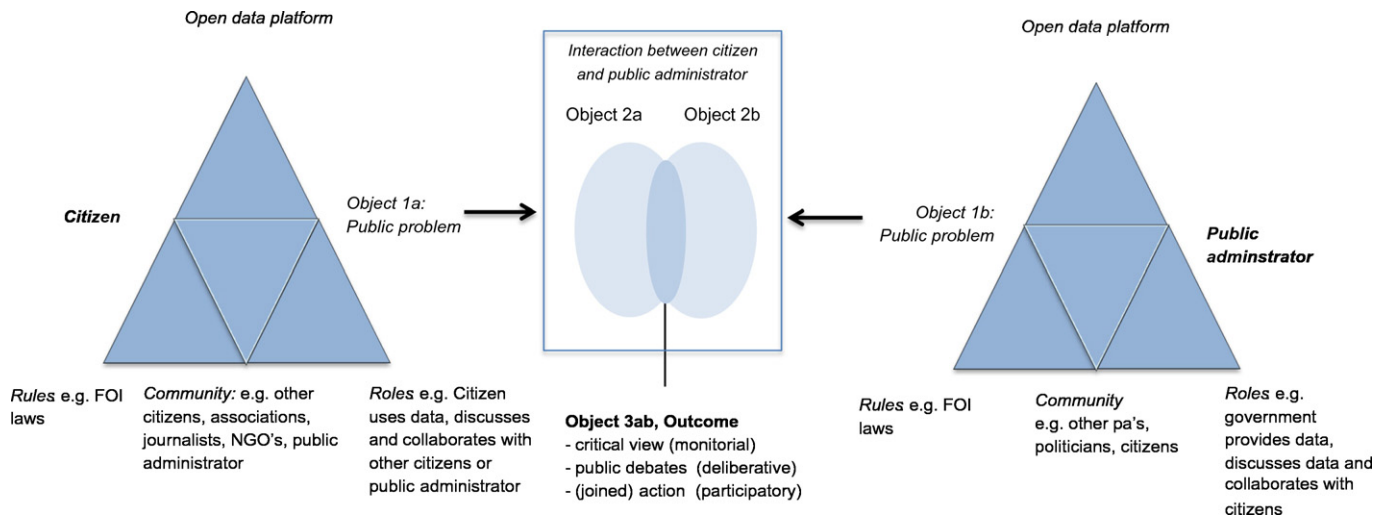 Open data platform
Citizen
Object 1a:
Public problem
Rules e.g. FOI
laws
Community: e.g. other
citizens, associations,
journalists, NGO's, public
administrator
Roles e.g. Citizen
uses data, discusses
and collaborates with
other citizens or
public administrator
Interaction between citizen
and public administrator
Object 2a
Object 2b
Object 3ab, Outcome
- critical view (monitorial)
- public debates (deliberative)
- (joined) action (participatory)
Open data platform
Object 1b:
Public problem
Public
adminstrator
Rules e.g. FOI
laws
Community
e.g. other pa's,
politicians, citizens
Roles e.g.
government
provides data,
discusses data and
collaborates with
citizens